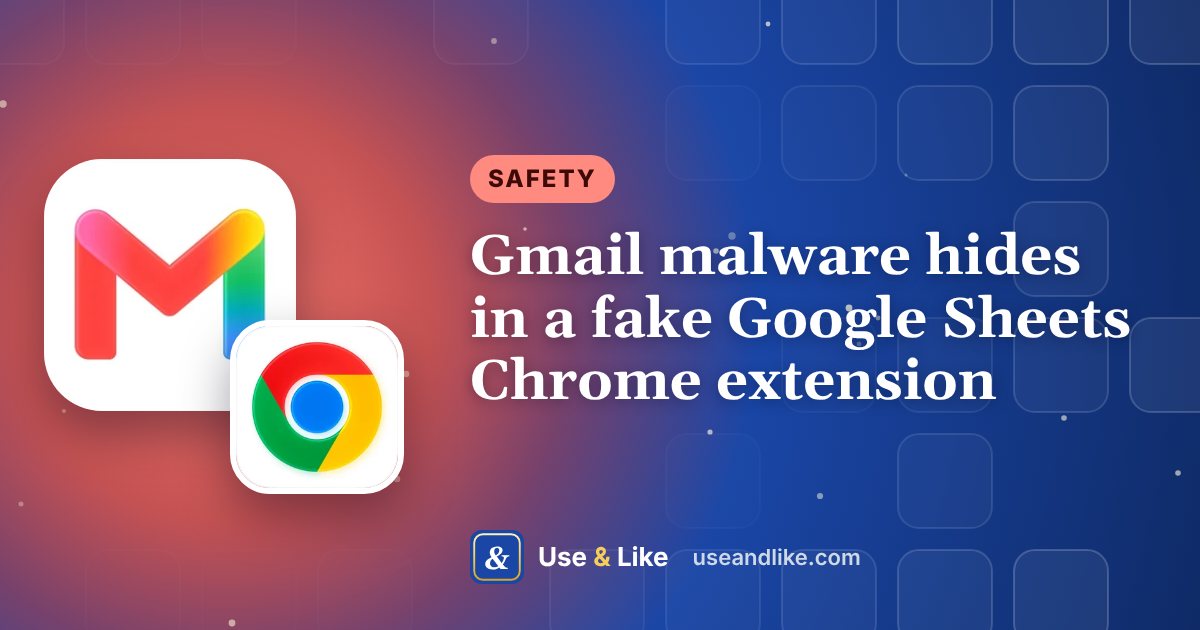 SAFETY
Gmail malware hides
in a fake Google Sheets
Chrome extension
& Use & Like useandlike.com